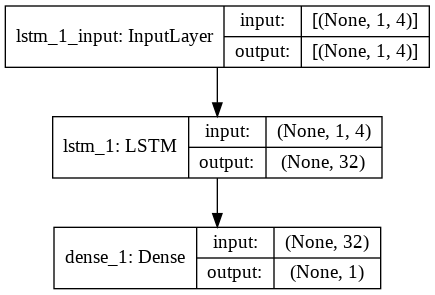 lstm_1_input: InputLayer
input:
[(None, 1, 4)]
output:
[(None, 1, 4)]
lstm_1: LSTM
input:
(None, 1, 4)
output:
(None, 32)
dense_1: Dense
input:
(None, 32)
output:
(None, 1)